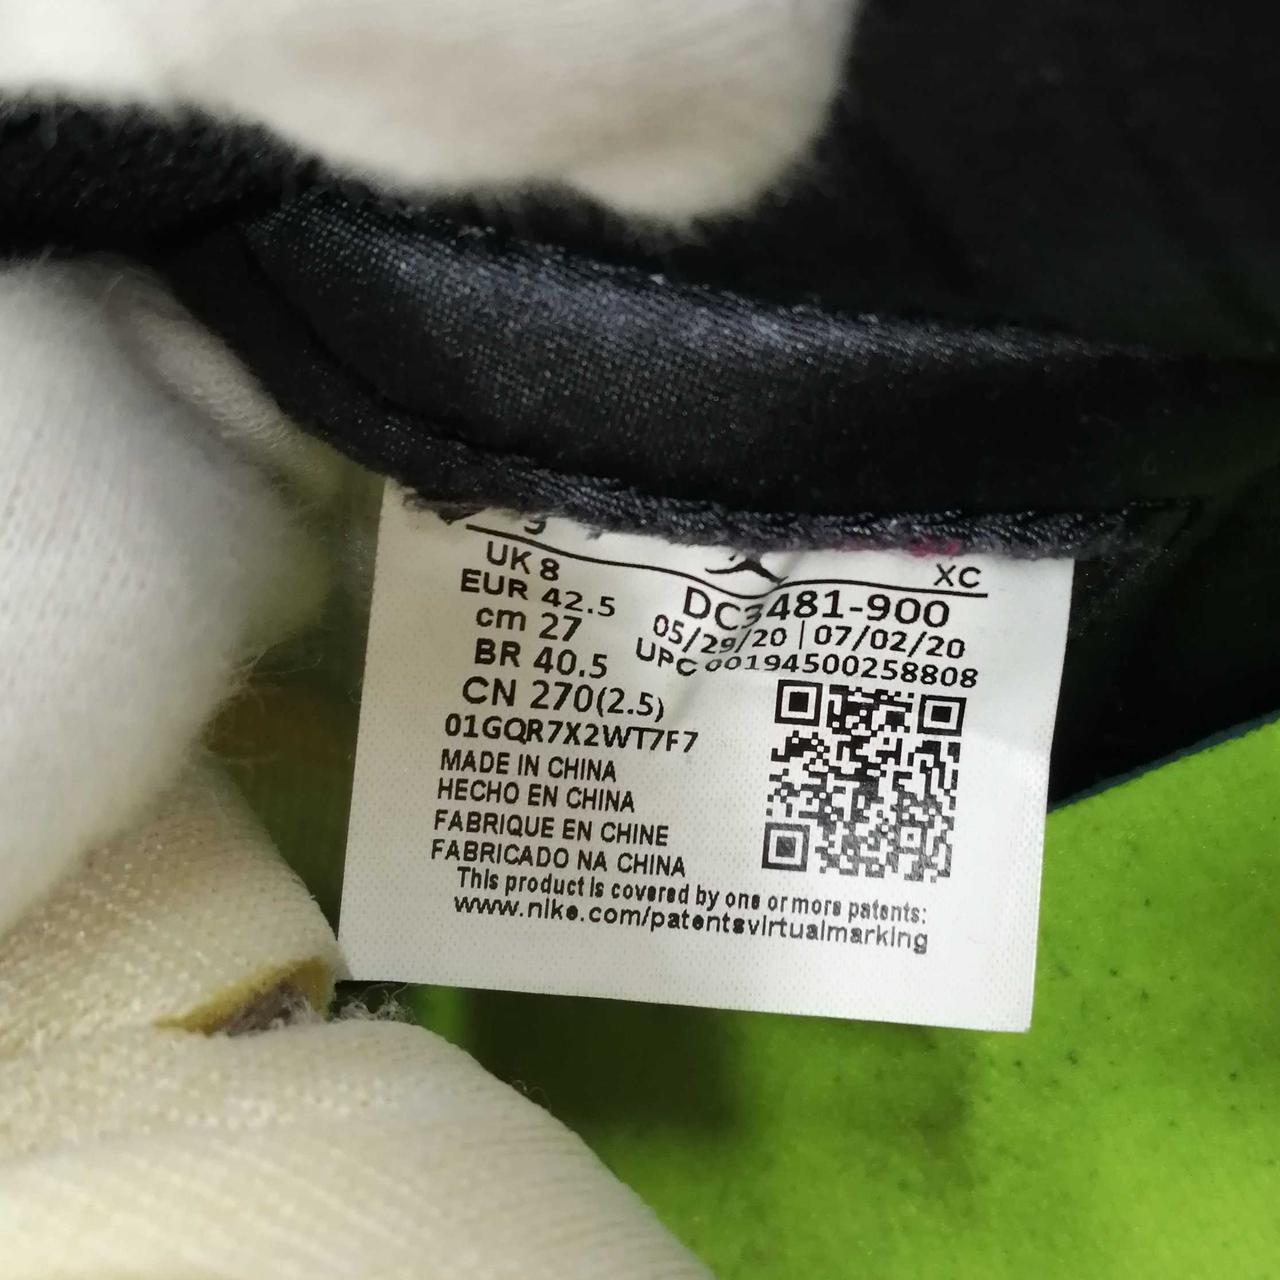 9
XC
UK 8
EUR 42.5
cm 27
BR 40.5
CN 270(2.5)
DC3481-900
05/29/20 | 07/02/20
UPC 00194500258808
01GQR7X2WT7F7
MADE IN CHINA
HECHO EN CHINA
FABRIQUE EN CHINE
FABRICADO NA CHINA
This product is covered by one or more patents:
www.nike.com/patentsvirtualmarking